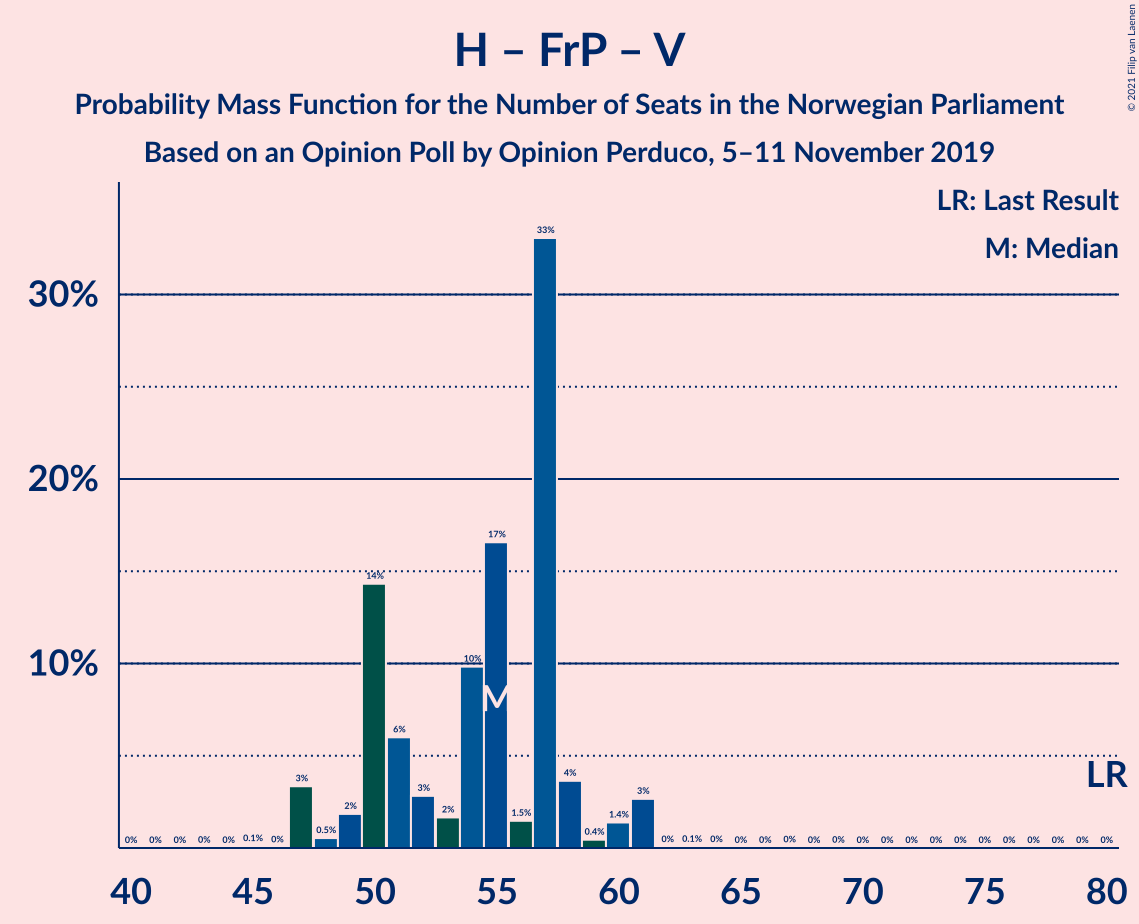 H – FrP – V
Probability Mass Function for the Number of Seats in the Norwegian Parliament
Based on an Opinion Poll by Opinion Perduco, 5–11 November 2019
© 2021 Filip van Laenen
LR: Last Result
M: Median
33%
30%
20%
17%
14%
10%
10%
M
6%
4%
LR
3%
3%
3%
2%
2%
1.5%
1.4%
0.5%
0.4%
0% 0% 0% 0% 0% 0.1% 0% 0% 0.1% 0% 0% 0% 0% 0% 0% 0% 0% 0% 0% 0% 0% 0% 0% 0% 0% 0%
40 45 50 55 60 65 70 75 80